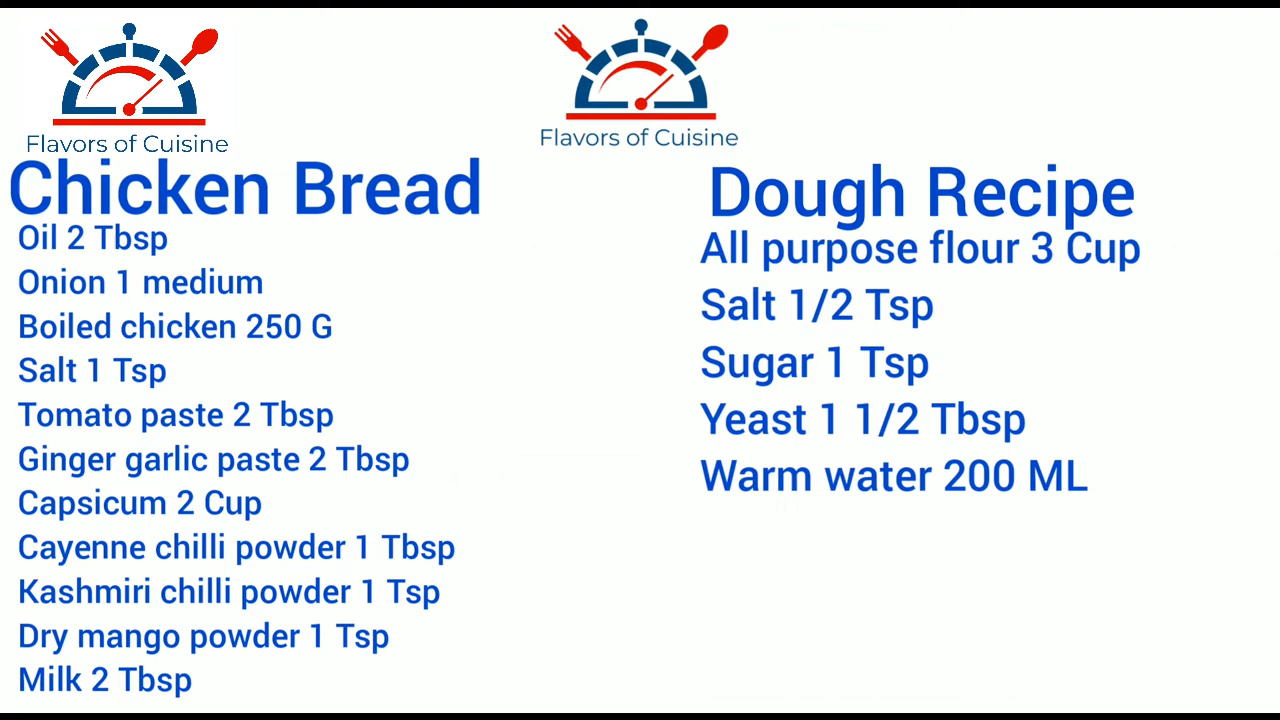 Flavors of Cuisine
Chicken Bread
Oil 2 Tbsp
Onion 1 medium
Boiled chicken 250 G
Salt 1 Tsp
Tomato paste 2 Tbsp
Ginger garlic paste 2 Tbsp
Capsicum 2 Cup
Cayenne chilli powder 1 Tbsp
Kashmiri chilli powder 1 Tsp
Dry mango powder 1 Tsp
Milk 2 Tbsp
Flavors of Cuisine
Dough Recipe
All purpose flour 3 Cup
Salt 1/2 Tsp
Sugar 1 Tsp
Yeast 1 1/2 Tbsp
Warm water 200 ML